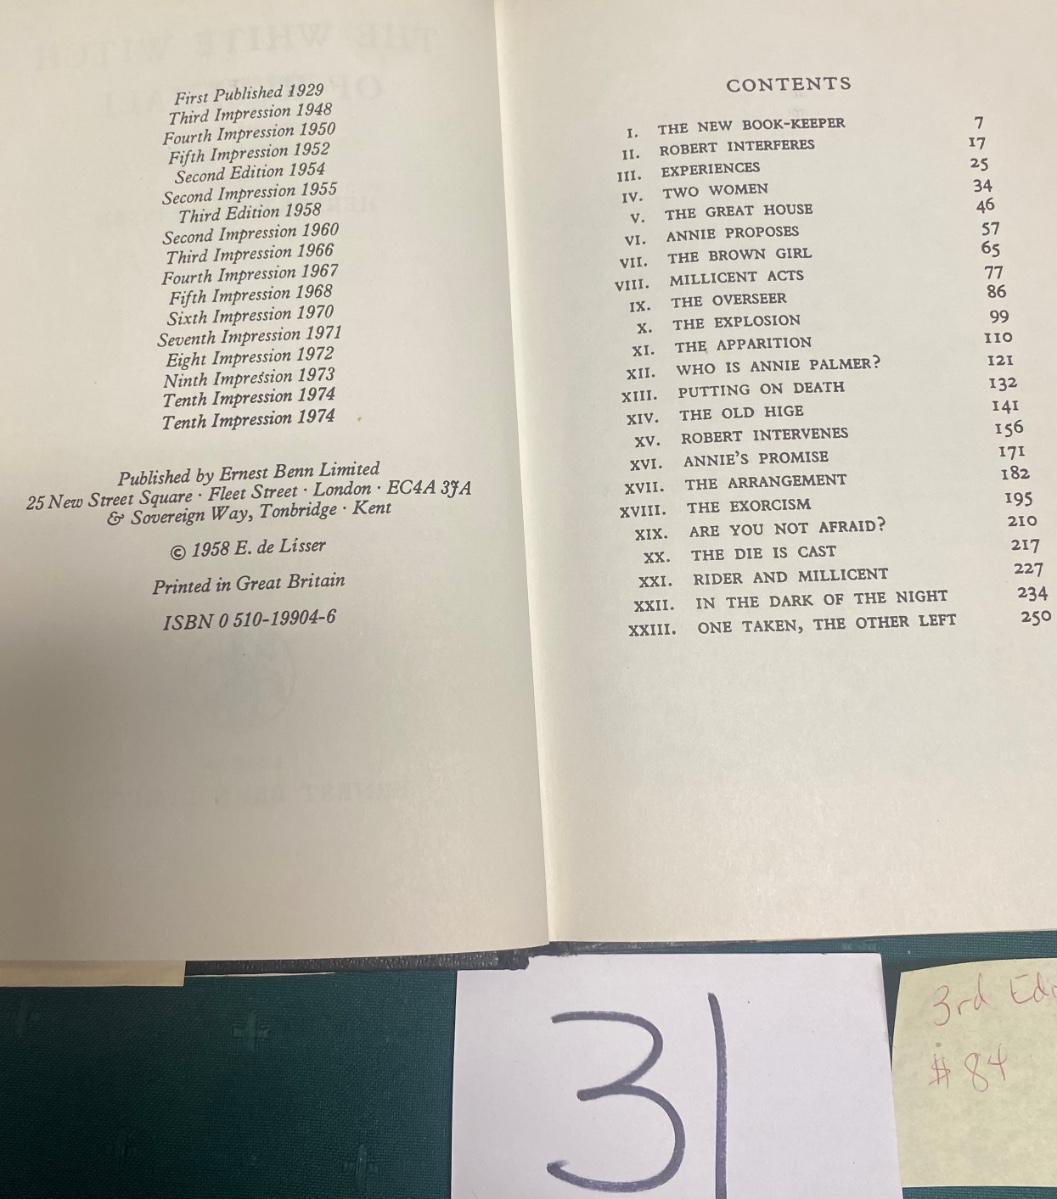 First Published 1929
Third Impression 1948
Fourth Impression 1950
Fifth Impression 1952
Second Edition 1954
Second Impression 1955
Third Edition 1958
Second Impression 1960
Third Impression 1966
Fourth Impression 1967
Fifth Impression 1968
Sixth Impression 1970
Seventh Impression 1971
Eight Impression 1972
Ninth Impression 1973
Tenth Impression 1974
Tenth Impression 1974
Published by Ernest Benn Limited
25 New Street Square · Fleet Street · London · EC4A 3JA
& Sovereign Way, Tonbridge · Kent
© 1958 E. de Lisser
Printed in Great Britain
ISBN 0 510-19904-6
CONTENTS
I. THE NEW BOOK-KEEPER 7
II. ROBERT INTERFERES 17
III. EXPERIENCES 25
IV. TWO WOMEN 34
V. THE GREAT HOUSE 46
VI. ANNIE PROPOSES 57
VII. THE BROWN GIRL 65
VIII. MILLICENT ACTS 77
IX. THE OVERSEER 86
X. THE EXPLOSION 99
XI. THE APPARITION 110
XII. WHO IS ANNIE PALMER? 121
XIII. PUTTING ON DEATH 132
XIV. THE OLD HIGE 141
XV. ROBERT INTERVENES 156
XVI. ANNIE'S PROMISE 171
XVII. THE ARRANGEMENT 182
XVIII. THE EXORCISM 195
XIX. ARE YOU NOT AFRAID? 210
XX. THE DIE IS CAST 217
XXI. RIDER AND MILLICENT 227
XXII. IN THE DARK OF THE NIGHT 234
XXIII. ONE TAKEN, THE OTHER LEFT 250
31
3rd Ed
$84